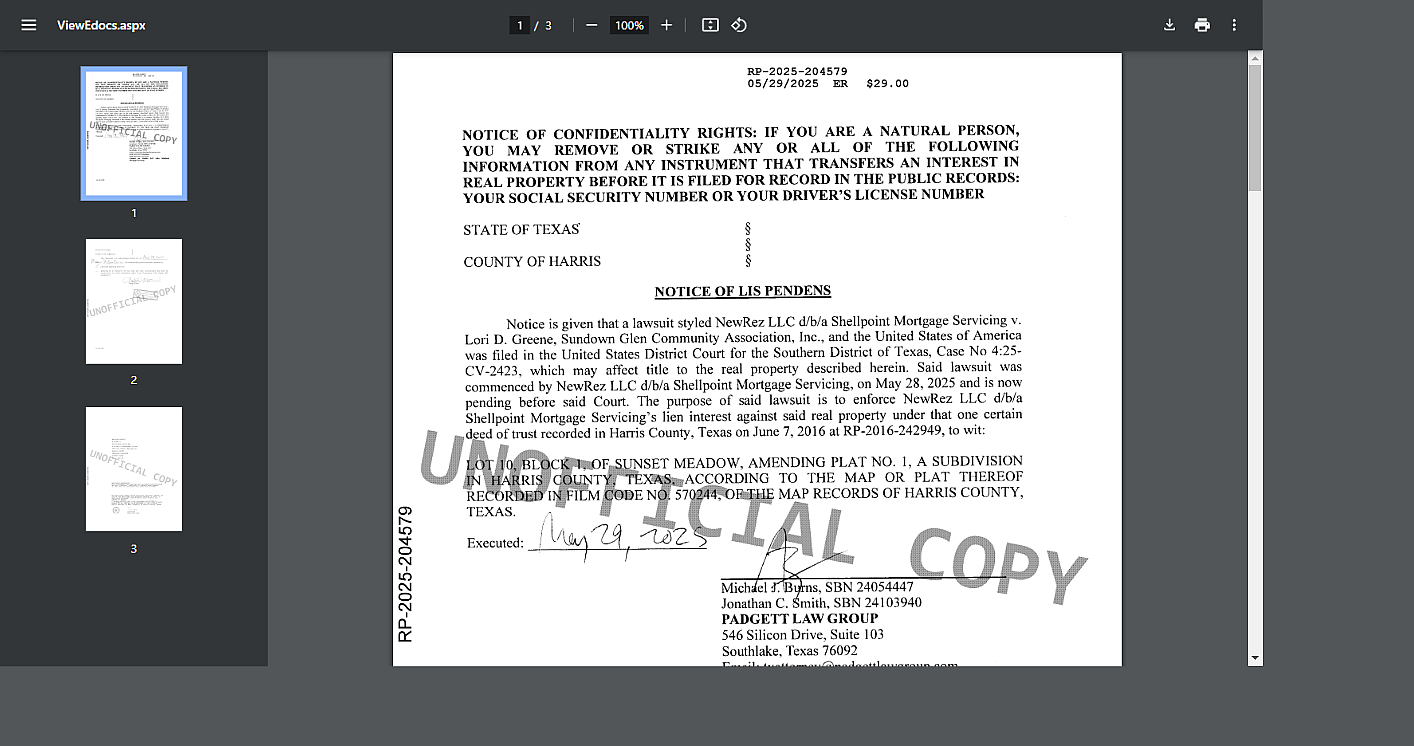 ViewEdocs.aspx
1 / 3
100%
1
2
3
RP-2025-204579
05/29/2025 ER $29.00
NOTICE OF CONFIDENTIALITY RIGHTS: IF YOU ARE A NATURAL PERSON,
YOU MAY REMOVE OR STRIKE ANY OR ALL OF THE FOLLOWING
INFORMATION FROM ANY INSTRUMENT THAT TRANSFERS AN INTEREST IN
REAL PROPERTY BEFORE IT IS FILED FOR RECORD IN THE PUBLIC RECORDS:
YOUR SOCIAL SECURITY NUMBER OR YOUR DRIVER'S LICENSE NUMBER
STATE OF TEXAS §
§
COUNTY OF HARRIS §
NOTICE OF LIS PENDENS
Notice is given that a lawsuit styled NewRez LLC d/b/a Shellpoint Mortgage Servicing v.
Lori D. Greene, Sundown Glen Community Association, Inc., and the United States of America
was filed in the United States District Court for the Southern District of Texas, Case No 4:25-
CV-2423, which may affect title to the real property described herein. Said lawsuit was
commenced by NewRez LLC d/b/a Shellpoint Mortgage Servicing, on May 28, 2025 and is now
pending before said Court. The purpose of said lawsuit is to enforce NewRez LLC d/b/a
Shellpoint Mortgage Servicing's lien interest against said real property under that one certain
deed of trust recorded in Harris County, Texas on June 7, 2016 at RP-2016-242949, to wit:
LOT 10, BLOCK 1, OF SUNSET MEADOW, AMENDING PLAT NO. 1, A SUBDIVISION
IN HARRIS COUNTY, TEXAS, ACCORDING TO THE MAP OR PLAT THEREOF
RECORDED IN FILM CODE NO. 570244, OF THE MAP RECORDS OF HARRIS COUNTY,
TEXAS.
UNOFFICIAL COPY
Executed: May 29, 2025
Michael J. Burns, SBN 24054447
Jonathan C. Smith, SBN 24103940
PADGETT LAW GROUP
546 Silicon Drive, Suite 103
Southlake, Texas 76092
RP-2025-204579
UNOFFICIAL COPY
UNOFFICIAL COPY
UNOFFICIAL COPY